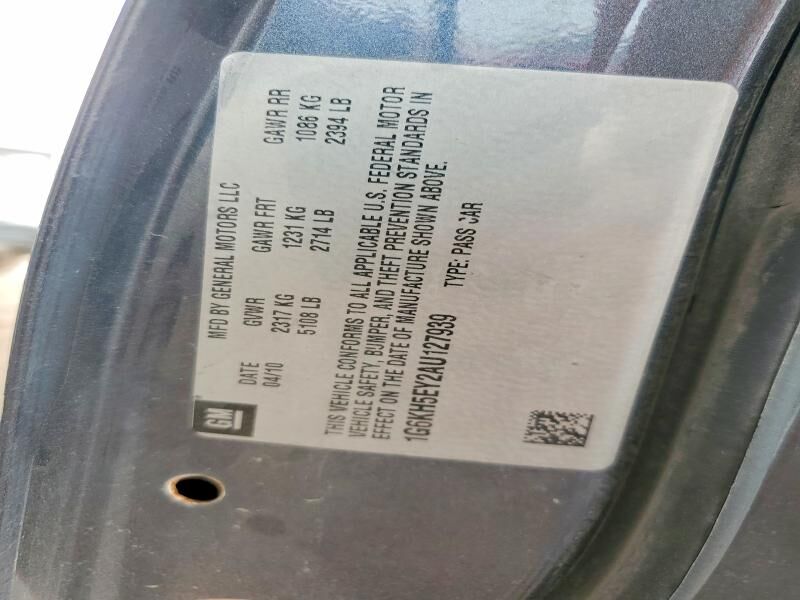 GM
MFD BY GENERAL MOTORS LLC
DATE GVWR GAWR FRT GAWR RR
04/10 2317 KG 1231 KG 1086 KG
5108 LB 2714 LB 2394 LB
THIS VEHICLE CONFORMS TO ALL APPLICABLE U.S. FEDERAL MOTOR
VEHICLE SAFETY, BUMPER, AND THEFT PREVENTION STANDARDS IN
EFFECT ON THE DATE OF MANUFACTURE SHOWN ABOVE.
1G6KH5EY2AU127939 TYPE: PASS CAR